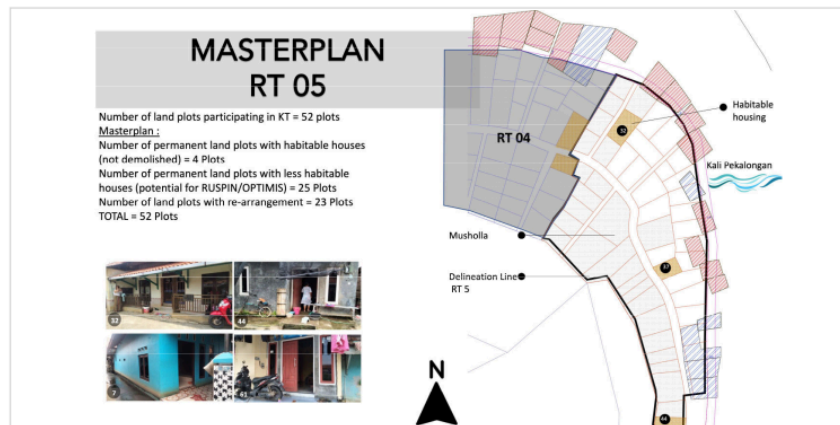 MASTERPLAN
RT 05
Number of land plots participating in KT = 52 plots
Masterplan :
Number of permanent land plots with habitable houses
(not demolished) = 4 Plots
Number of permanent land plots with less habitable
houses (potential for RUSPIN/OPTIMIS) = 25 Plots
Number of land plots with re-arrangement = 23 Plots
TOTAL = 52 Plots
32
44
7
41
RT 04
32
Habitable
housing
Kali Pekalongan
Musholla
37
Delineation Line
RT 5
N
44